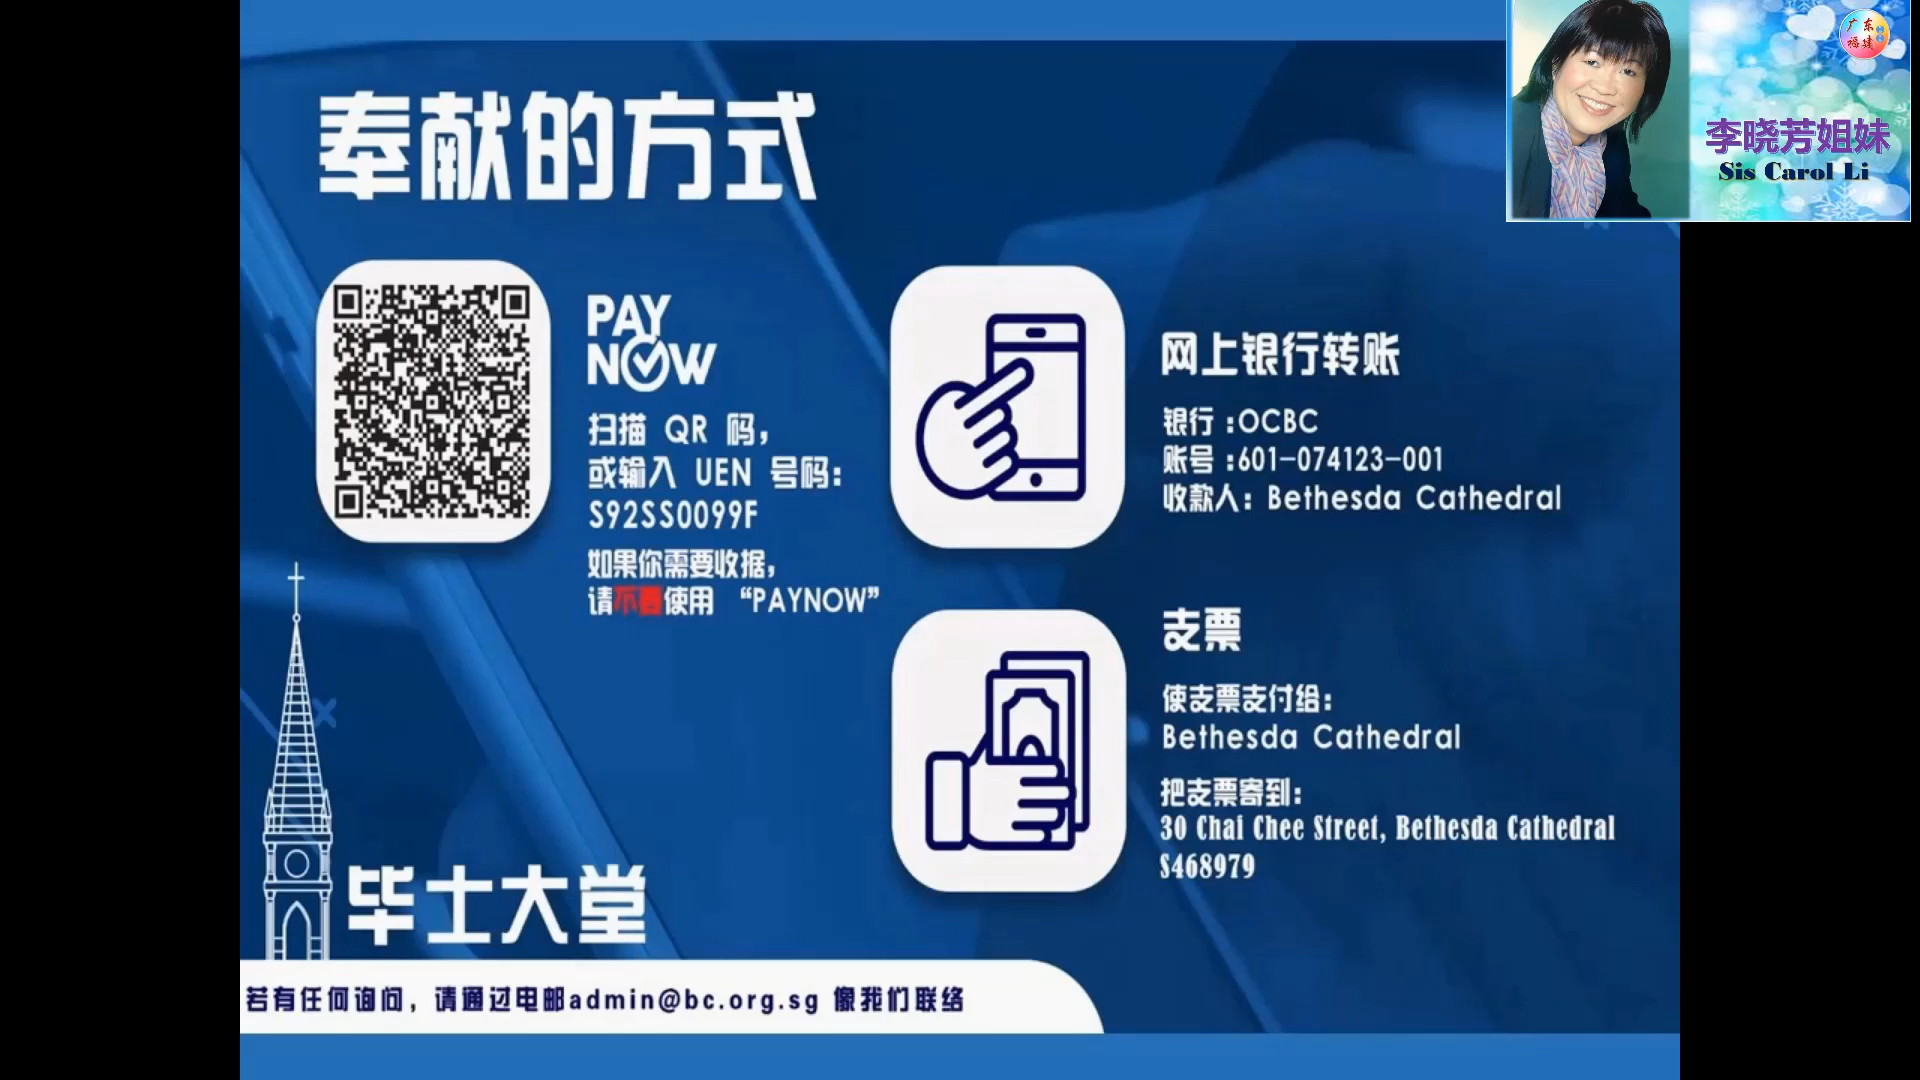 奉献的方式
PAY
NOW
扫描 QR 码,
或输入 UEN 号码:
S92SS0099F
如果你需要收据,
请不要使用 “PAYNOW”
网上银行转账
银行 :OCBC
账号 :601-074123-001
收款人: Bethesda Cathedral
支票
使支票支付给:
Bethesda Cathedral
把支票寄到:
30 Chai Chee Street, Bethesda Cathedral
S468979
毕士大堂
若有任何询问, 请通过电邮admin@bc.org.sg 像我们联络
广东
福建
李晓芳姐妹
Sis Carol Li